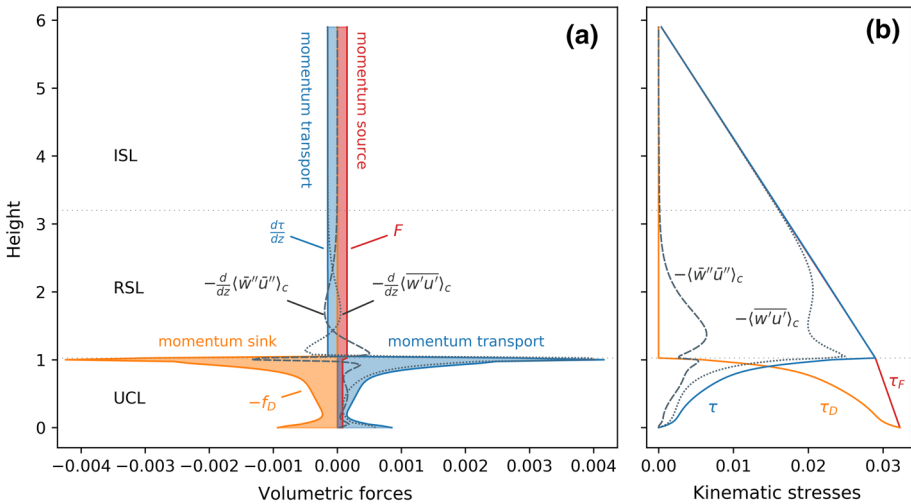 (a)
(b)
6
5
4
3
2
1
0
Height
ISL
RSL
UCL
momentum transport
momentum source
dτ/dz
F
−d/dz⟨w̄″ū″⟩c
−d/dz⟨w′u′‾⟩c
momentum sink
momentum transport
−fD
−0.004 −0.003 −0.002 −0.001 0.000 0.001 0.002 0.003 0.004
Volumetric forces
−⟨w̄″ū″⟩c
−⟨w′u′‾⟩c
τF
τ
τD
0.00 0.01 0.02 0.03
Kinematic stresses